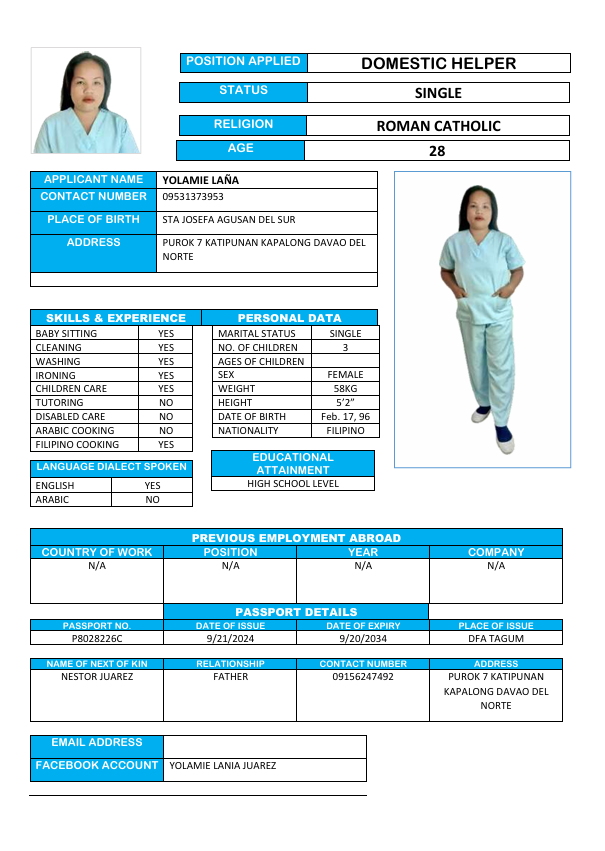 POSITION APPLIED DOMESTIC HELPER
STATUS SINGLE
RELIGION ROMAN CATHOLIC
AGE 28
APPLICANT NAME YOLAMIE LAÑA
CONTACT NUMBER 09531373953
PLACE OF BIRTH STA JOSEFA AGUSAN DEL SUR
ADDRESS PUROK 7 KATIPUNAN KAPALONG DAVAO DEL
NORTE
SKILLS & EXPERIENCE
BABY SITTING YES
CLEANING YES
WASHING YES
IRONING YES
CHILDREN CARE YES
TUTORING NO
DISABLED CARE NO
ARABIC COOKING NO
FILIPINO COOKING YES
PERSONAL DATA
MARITAL STATUS SINGLE
NO. OF CHILDREN 3
AGES OF CHILDREN
SEX FEMALE
WEIGHT 58KG
HEIGHT 5’2”
DATE OF BIRTH Feb. 17, 96
NATIONALITY FILIPINO
LANGUAGE DIALECT SPOKEN
ENGLISH YES
ARABIC NO
EDUCATIONAL
ATTAINMENT
HIGH SCHOOL LEVEL
PREVIOUS EMPLOYMENT ABROAD
COUNTRY OF WORK POSITION YEAR COMPANY
N/A N/A N/A N/A
PASSPORT DETAILS
PASSPORT NO. DATE OF ISSUE DATE OF EXPIRY PLACE OF ISSUE
P8028226C 9/21/2024 9/20/2034 DFA TAGUM
NAME OF NEXT OF KIN RELATIONSHIP CONTACT NUMBER ADDRESS
NESTOR JUAREZ FATHER 09156247492 PUROK 7 KATIPUNAN
KAPALONG DAVAO DEL
NORTE
EMAIL ADDRESS
FACEBOOK ACCOUNT YOLAMIE LANIA JUAREZ